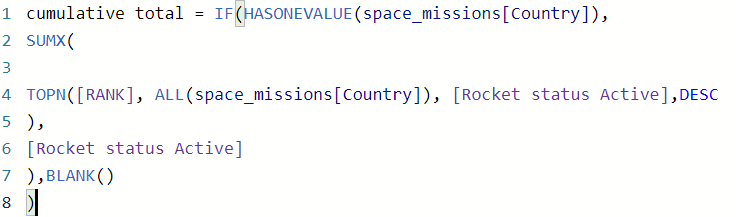 1 cumulative total = IF(HASONEVALUE(space_missions[Country]),
2 SUMX(
3
4 TOPN([RANK], ALL(space_missions[Country]), [Rocket status Active],DESC
5 ),
6 [Rocket status Active]
7 ),BLANK()
8 )